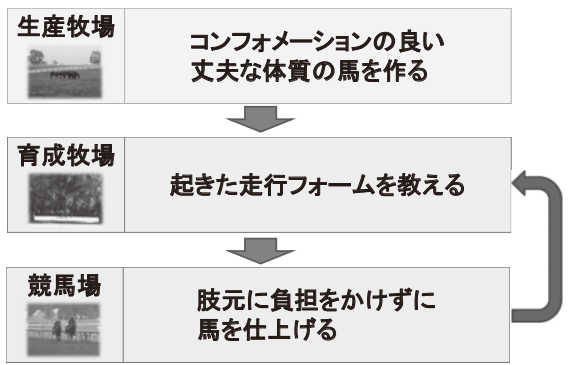 生産牧場
コンフォメーションの良い
丈夫な体質の馬を作る
育成牧場
起きた走行フォームを教える
競馬場
肢元に負担をかけずに
馬を仕上げる